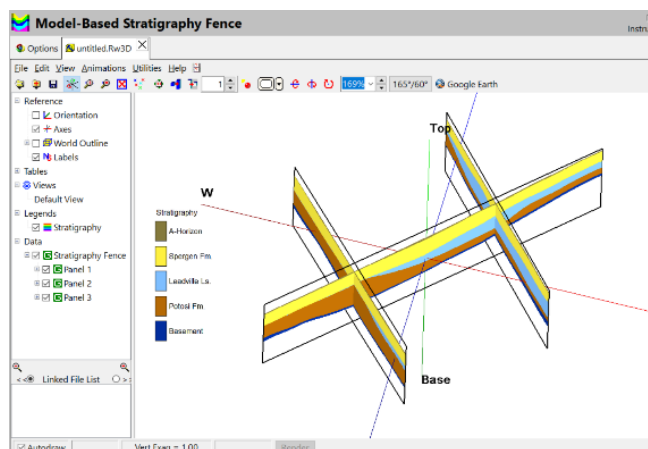 Model-Based Stratigraphy Fence
Instru
Options
untitled.Rw3D
File Edit View Animations Utilities Help
1
169%
165°/60°
Google Earth
Reference
Orientation
Axes
World Outline
Labels
Tables
Views
Default View
Legends
Stratigraphy
Data
Stratigraphy Fence
Panel 1
Panel 2
Panel 3
Top
W
Stratigraphy
A-Horizon
Spergen Fm.
Leadville Ls.
Potosi Fm
Basement
Base
<< Linked File List >:
Autodraw
Vert Exag = 1.00
Render